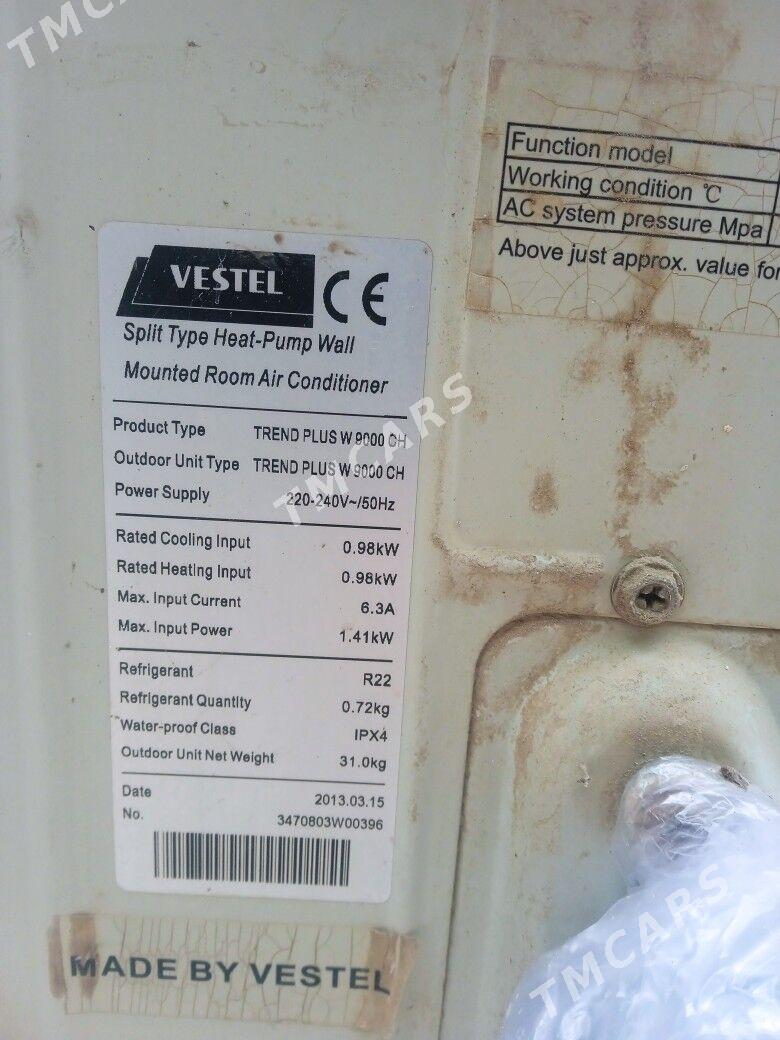 TMCARS
Function model
Working condition ℃
AC system pressure Mpa
Above just approx. value for
VESTEL CE
Split Type Heat-Pump Wall
Mounted Room Air Conditioner
Product Type TREND PLUS W 9000 CH
Outdoor Unit Type TREND PLUS W 9000 CH
Power Supply 220-240V~/50Hz
Rated Cooling Input 0.98kW
Rated Heating Input 0.98kW
Max. Input Current 6.3A
Max. Input Power 1.41kW
Refrigerant R22
Refrigerant Quantity 0.72kg
Water-proof Class IPX4
Outdoor Unit Net Weight 31.0kg
Date 2013.03.15
No. 3470803W00396
MADE BY VESTEL
TMCARS
TMCARS